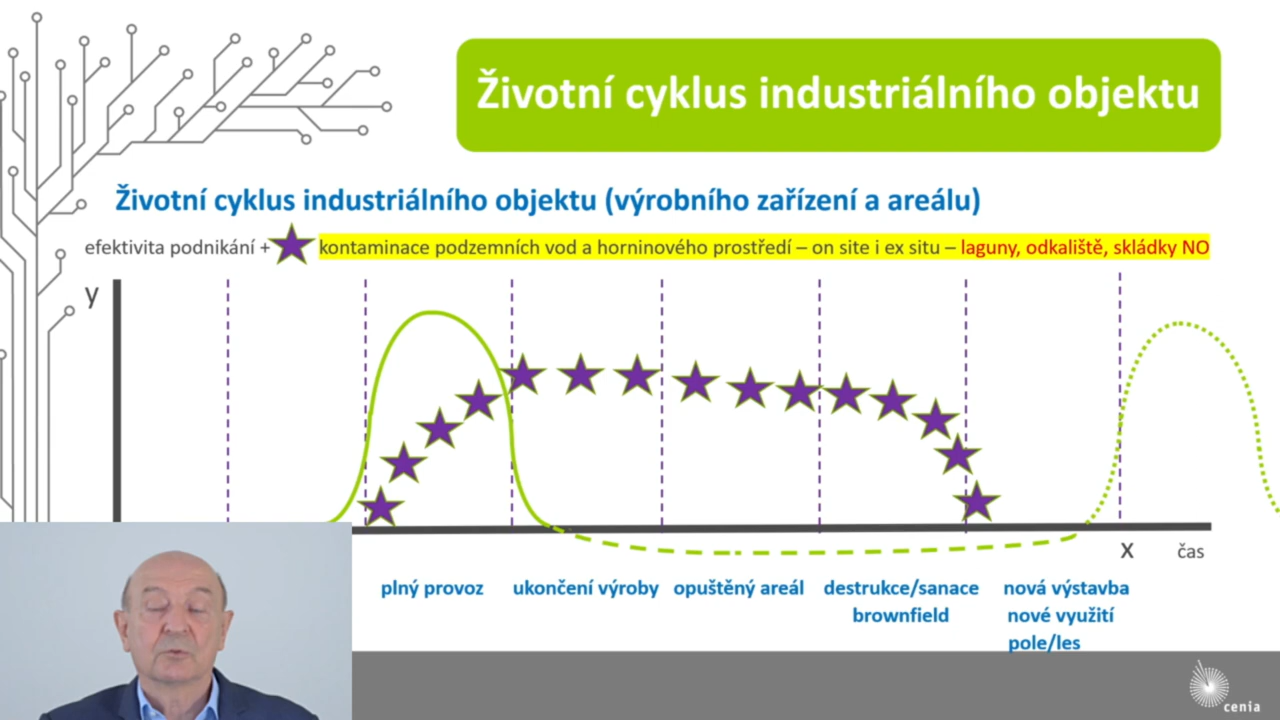 Životní cyklus industriálního objektu
Životní cyklus industriálního objektu (výrobního zařízení a areálu)
efektivita podnikání + kontaminace podzemních vod a horninového prostředí – on site i ex situ – laguny, odkaliště, skládky NO
y
x čas
plný provoz ukončení výroby opuštěný areál destrukce/sanace nová výstavba
brownfield nové využití
pole/les
cenia